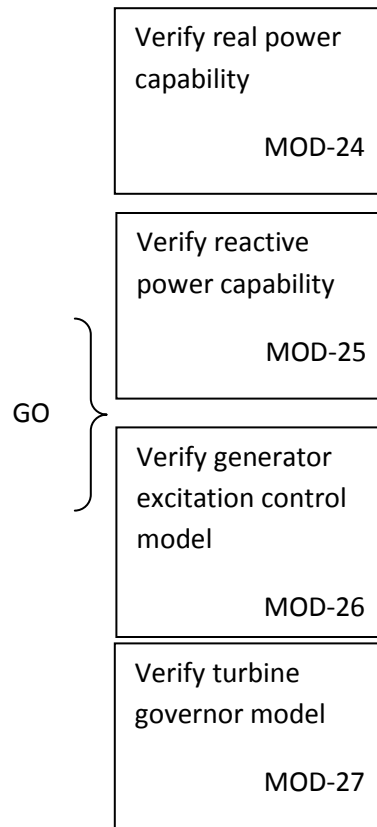 Verify real power
capability
MOD-24
Verify reactive
power capability
MOD-25
GO
Verify generator
excitation control
model
MOD-26
Verify turbine
governor model
MOD-27